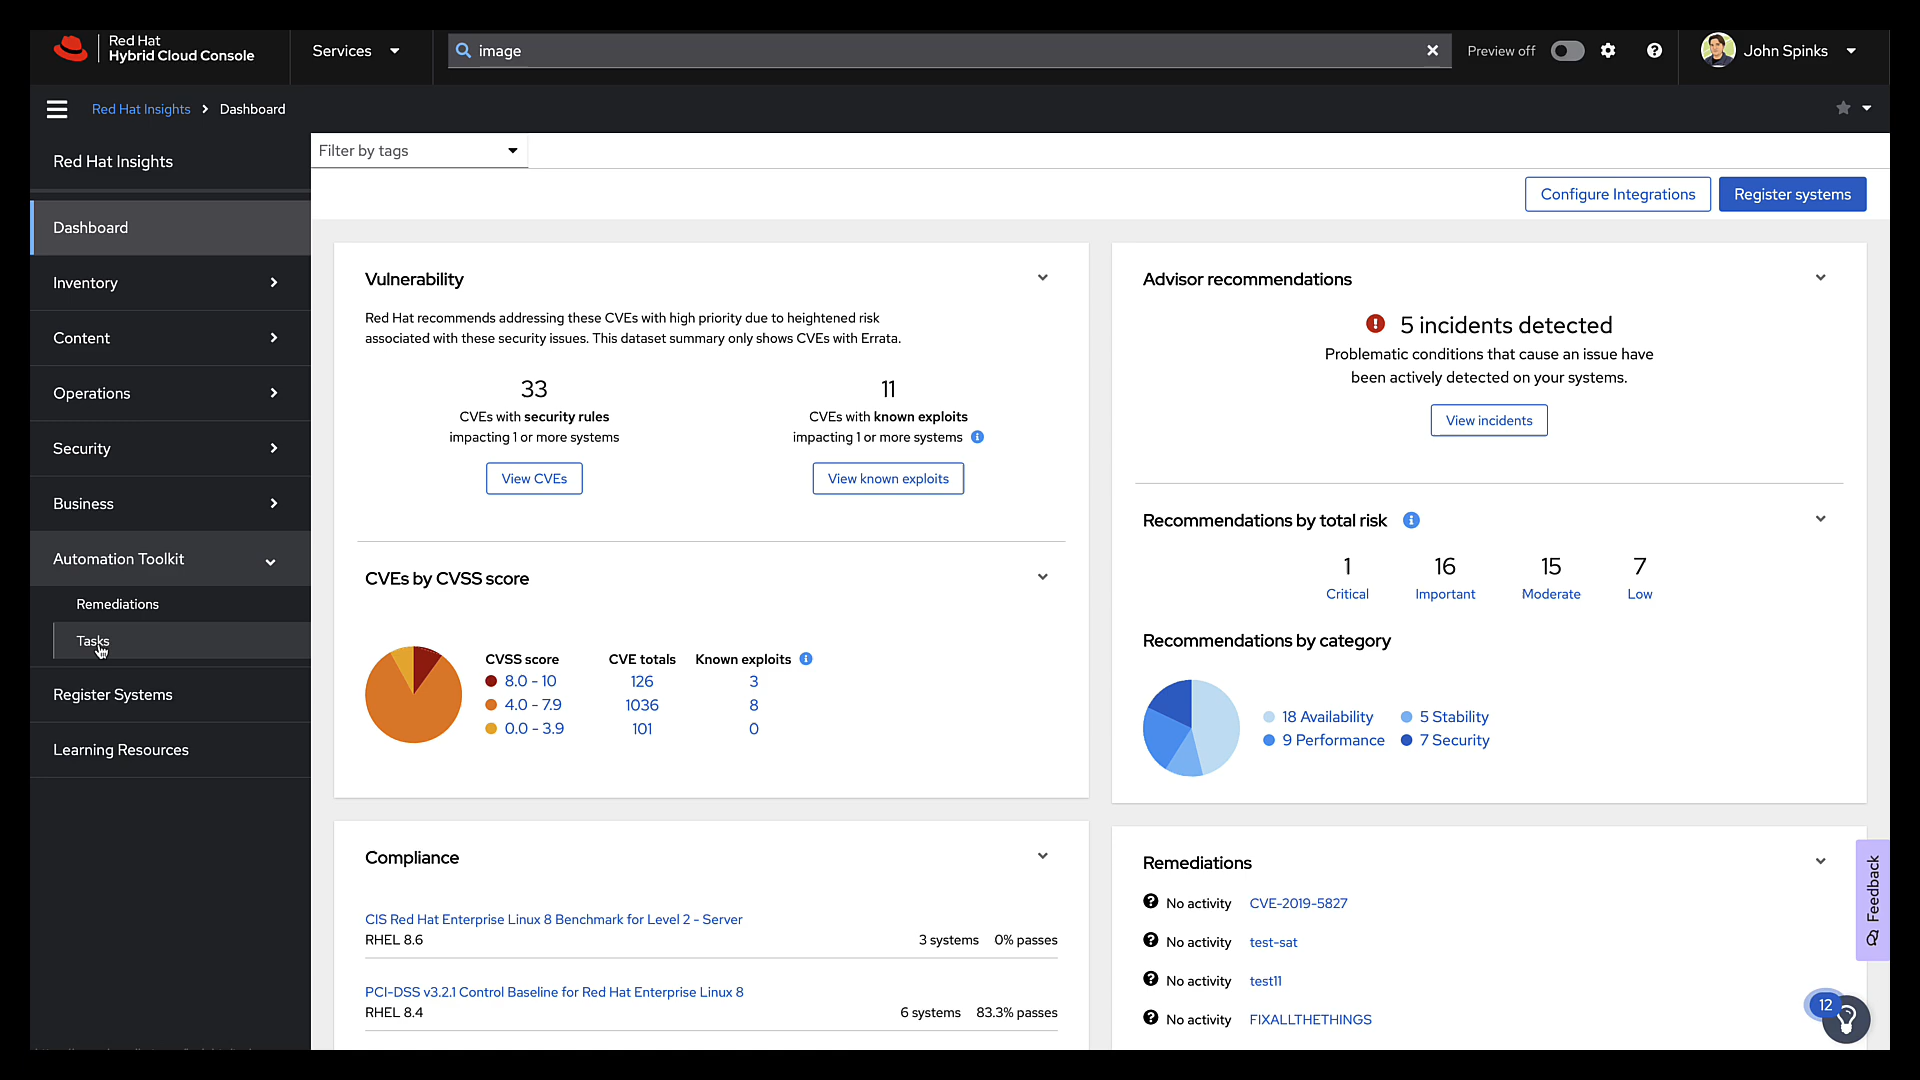 Red Hat
Hybrid Cloud Console
Services
image
Preview off
John Spinks
Red Hat Insights
Dashboard
Red Hat Insights
Dashboard
Inventory
Content
Operations
Security
Business
Automation Toolkit
Remediations
Tasks
Register Systems
Learning Resources
Filter by tags
Configure Integrations
Register systems
Vulnerability
Red Hat recommends addressing these CVEs with high priority due to heightened risk
associated with these security issues. This dataset summary only shows CVEs with Errata.
33
CVEs with security rules
impacting 1 or more systems
View CVEs
11
CVEs with known exploits
impacting 1 or more systems
View known exploits
CVEs by CVSS score
CVSS score CVE totals Known exploits
8.0 - 10 126 3
4.0 - 7.9 1036 8
0.0 - 3.9 101 0
Compliance
CIS Red Hat Enterprise Linux 8 Benchmark for Level 2 - Server
RHEL 8.6 3 systems 0% passes
PCI-DSS v3.2.1 Control Baseline for Red Hat Enterprise Linux 8
RHEL 8.4 6 systems 83.3% passes
Advisor recommendations
5 incidents detected
Problematic conditions that cause an issue have
been actively detected on your systems.
View incidents
Recommendations by total risk
1 16 15 7
Critical Important Moderate Low
Recommendations by category
18 Availability 5 Stability
9 Performance 7 Security
Remediations
No activity CVE-2019-5827
No activity test-sat
No activity test11
No activity FIXALLTHETHINGS
Feedback
12